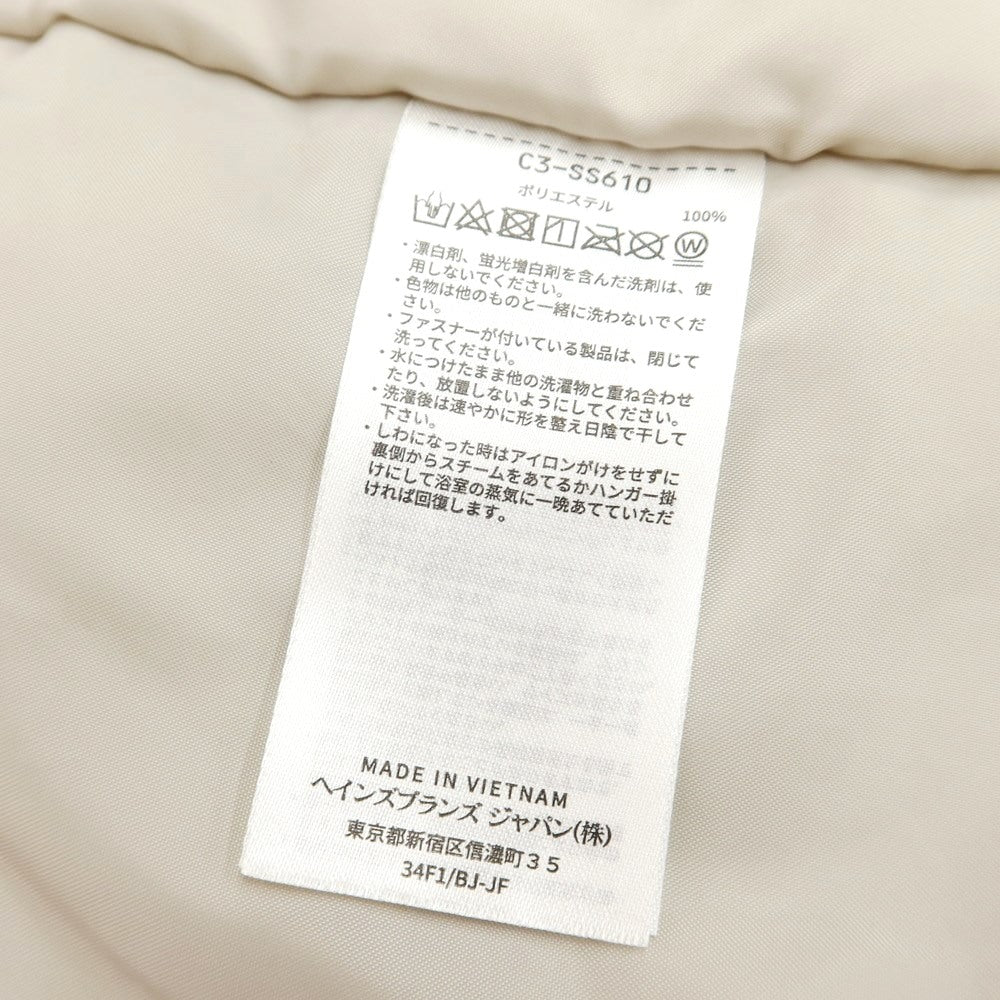 C3-SS610
ポリエステル 100%
・漂白剤、蛍光増白剤を含んだ洗剤は、使
用しないでください。
・色物は他のものと一緒に洗わないでくだ
さい。
・ファスナーが付いている製品は、閉じて
洗ってください。
・水につけたまま他の洗濯物と重ね合わせ
たり、放置しないようにしてください。
・洗濯後は速やかに形を整え日陰で干して
下さい。
・しわになった時はアイロンがけをせずに
裏側からスチームをあてるかハンガー掛
けにして浴室の蒸気に一晩あてていただ
ければ回復します。
MADE IN VIETNAM
ヘインズブランズ ジャパン(株)
東京都新宿区信濃町３５
34F1/BJ-JF